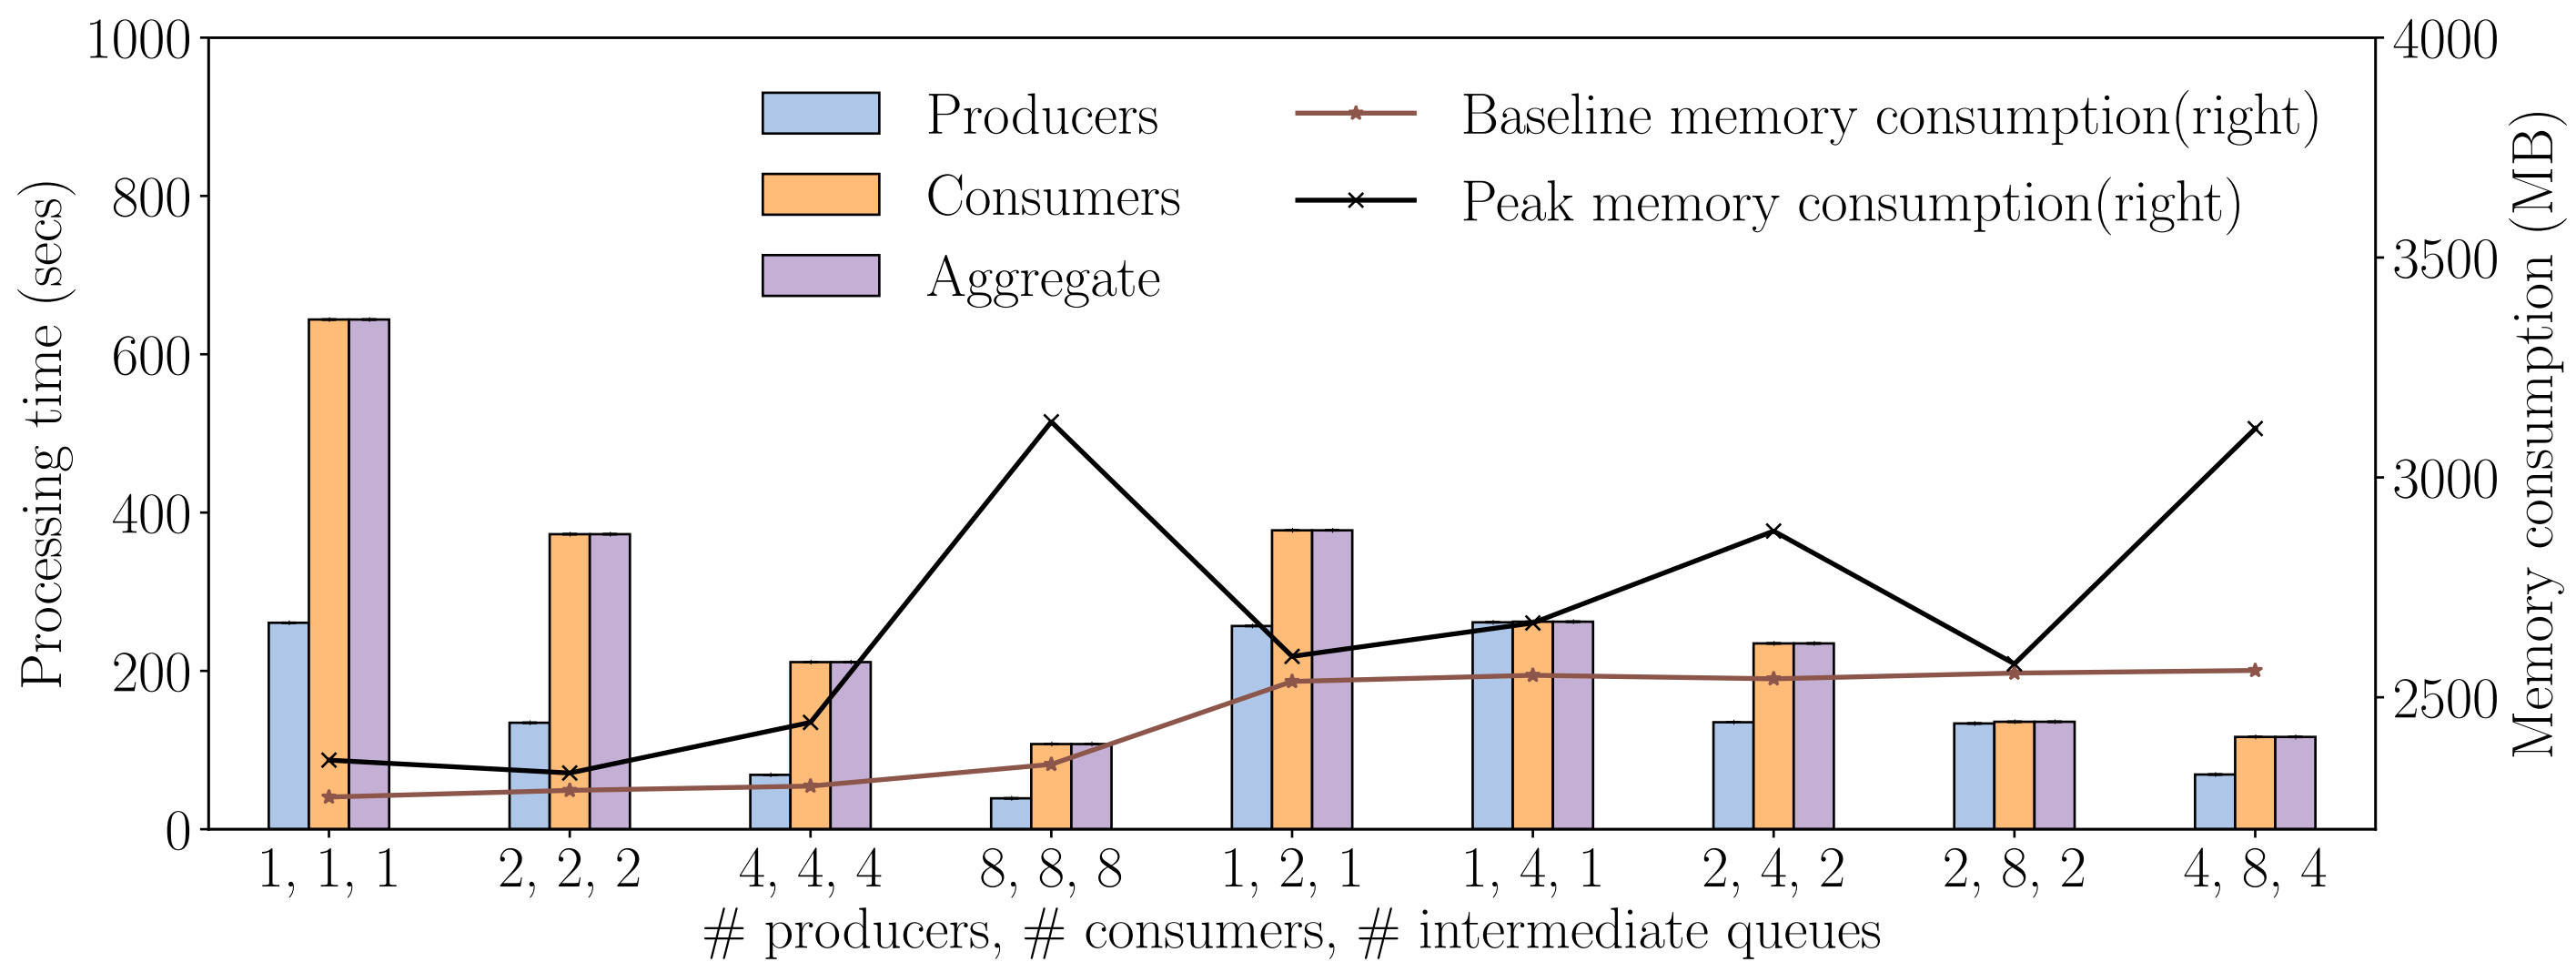 1000
800
600
400
200
0
Processing time (secs)
Producers
Consumers
Aggregate
Baseline memory consumption(right)
Peak memory consumption(right)
4000
3500
3000
2500
Memory consumption (MB)
1, 1, 1
2, 2, 2
4, 4, 4
8, 8, 8
1, 2, 1
1, 4, 1
2, 4, 2
2, 8, 2
4, 8, 4
# producers, # consumers, # intermediate queues